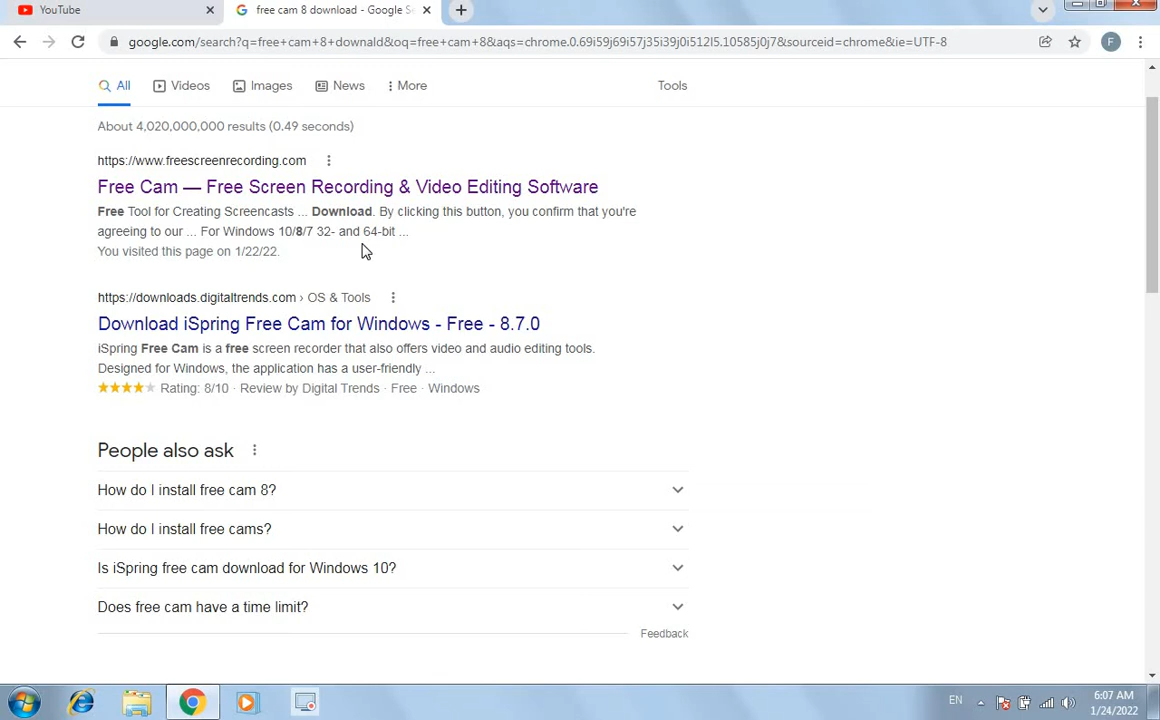 YouTube
free cam 8 download - Google Se
google.com/search?q=free+cam+8+downald&oq=free+cam+8&aqs=chrome.0.69i59j69i57j35i39j0i512l5.10585j0j7&sourceid=chrome&ie=UTF-8
F
All
Videos
Images
News
More
Tools
About 4,020,000,000 results (0.49 seconds)
https://www.freescreenrecording.com
Free Cam — Free Screen Recording & Video Editing Software
Free Tool for Creating Screencasts ... Download. By clicking this button, you confirm that you're
agreeing to our ... For Windows 10/8/7 32- and 64-bit ...
You visited this page on 1/22/22.
https://downloads.digitaltrends.com › OS & Tools
Download iSpring Free Cam for Windows - Free - 8.7.0
iSpring Free Cam is a free screen recorder that also offers video and audio editing tools.
Designed for Windows, the application has a user-friendly ...
Rating: 8/10 · Review by Digital Trends · Free · Windows
People also ask
How do I install free cam 8?
How do I install free cams?
Is iSpring free cam download for Windows 10?
Does free cam have a time limit?
Feedback
EN
6:07 AM
1/24/2022